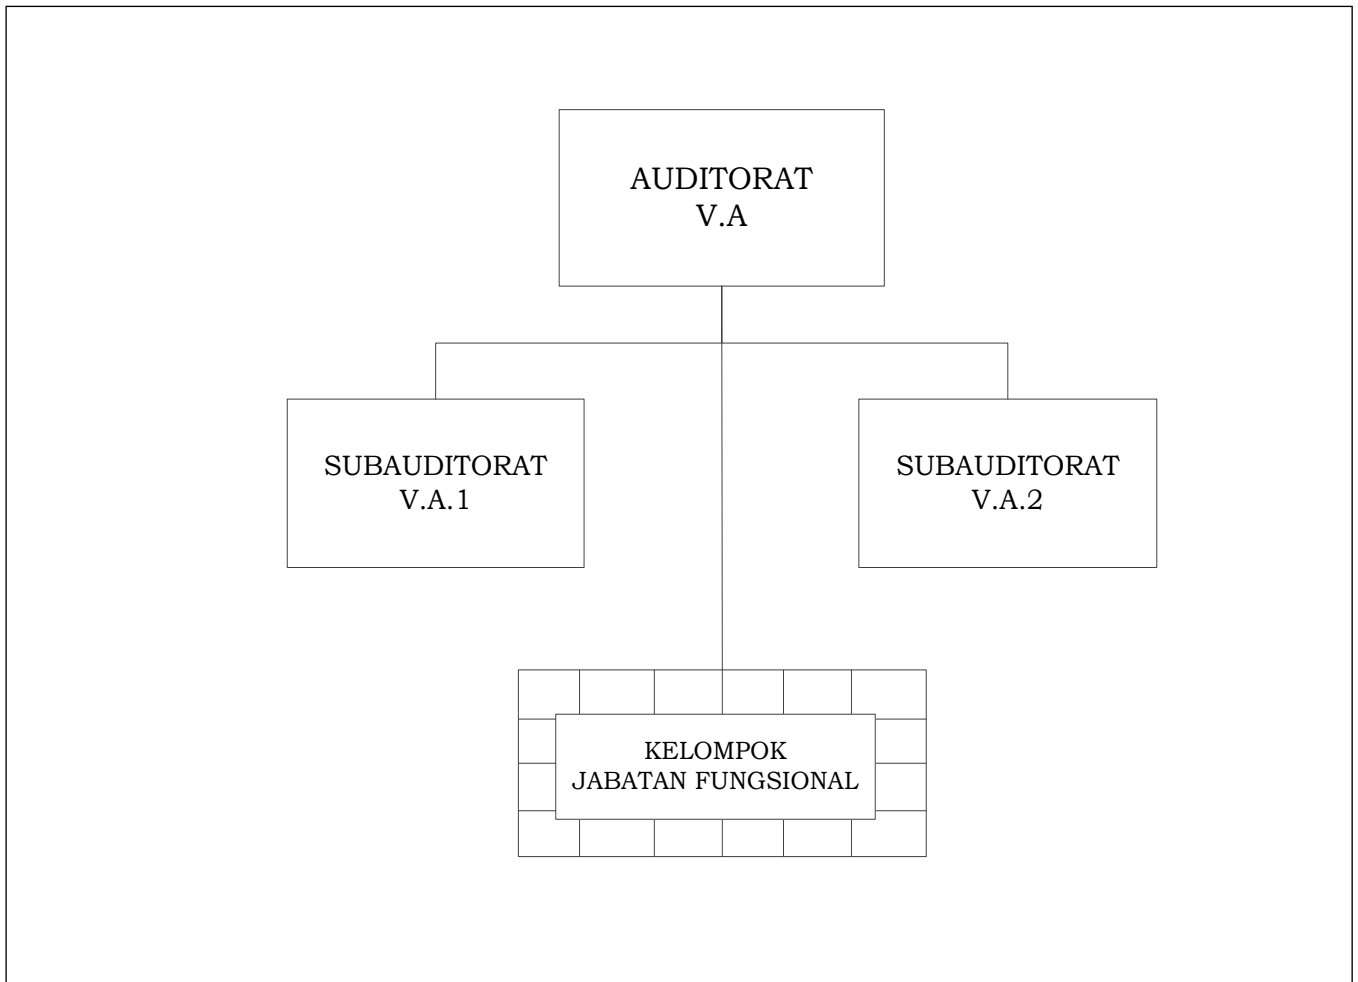 AUDITORAT
V.A
SUBAUDITORAT
V.A.1
SUBAUDITORAT
V.A.2
KELOMPOK
JABATAN FUNGSIONAL